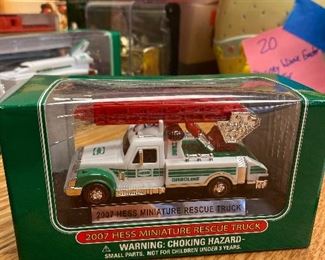 20
HESS
GASOLINE
2007 HESS MINIATURE RESCUE TRUCK
2007 HESS MINIATURE RESCUE TRUCK
WARNING: CHOKING HAZARD-
SMALL PARTS. NOT FOR CHILDREN UNDER 3 YEARS.